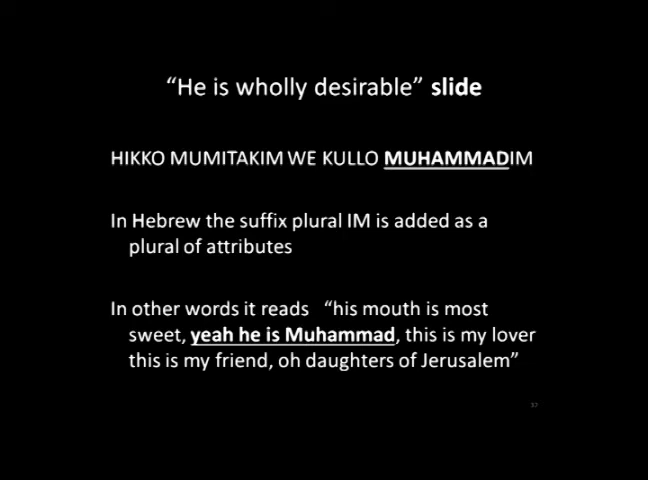 “He is wholly desirable” slide
HIKKO MUMITAKIM WE KULLO MUHAMMADIM
In Hebrew the suffix plural IM is added as a
plural of attributes
In other words it reads “his mouth is most
sweet, yeah he is Muhammad, this is my lover
this is my friend, oh daughters of Jerusalem”
37